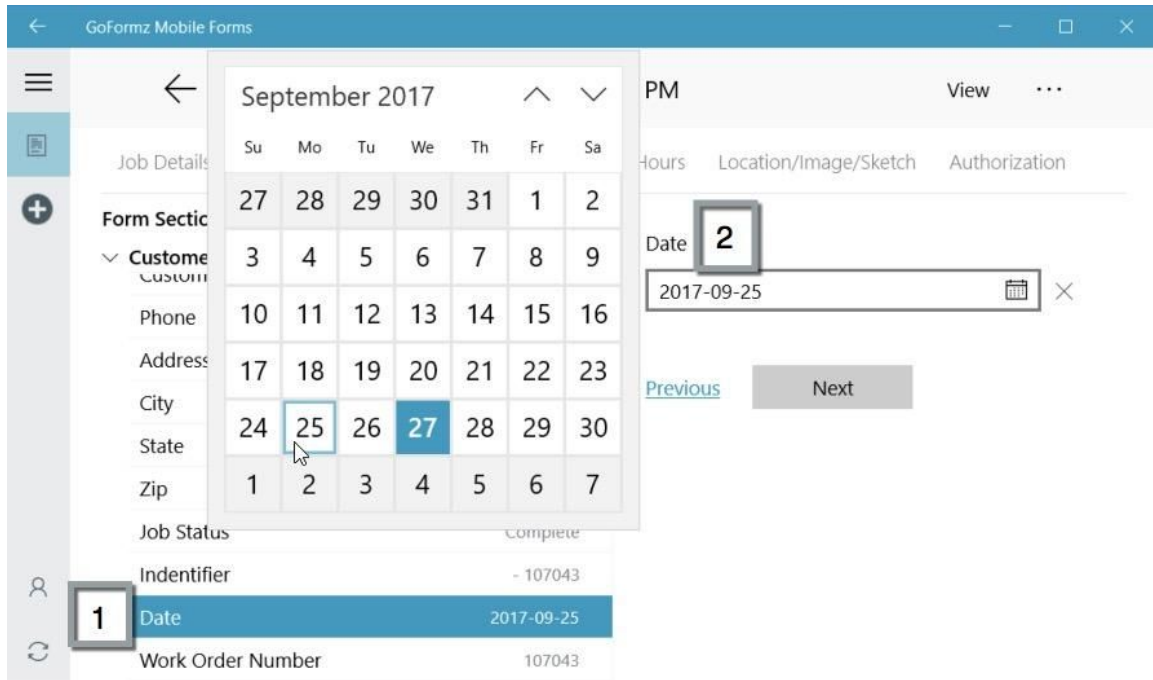 GoFormz Mobile Forms
PM
View
Job Details
Hours
Location/Image/Sketch
Authorization
September 2017
Su Mo Tu We Th Fr Sa
27 28 29 30 31 1 2
3 4 5 6 7 8 9
10 11 12 13 14 15 16
17 18 19 20 21 22 23
24 25 26 27 28 29 30
1 2 3 4 5 6 7
Form Sectio
Custome
Custom
Phone
Address
City
State
Zip
Job Status Complete
Indentifier - 107043
1 Date 2017-09-25
Work Order Number 107043
Date 2
2017-09-25
Previous Next